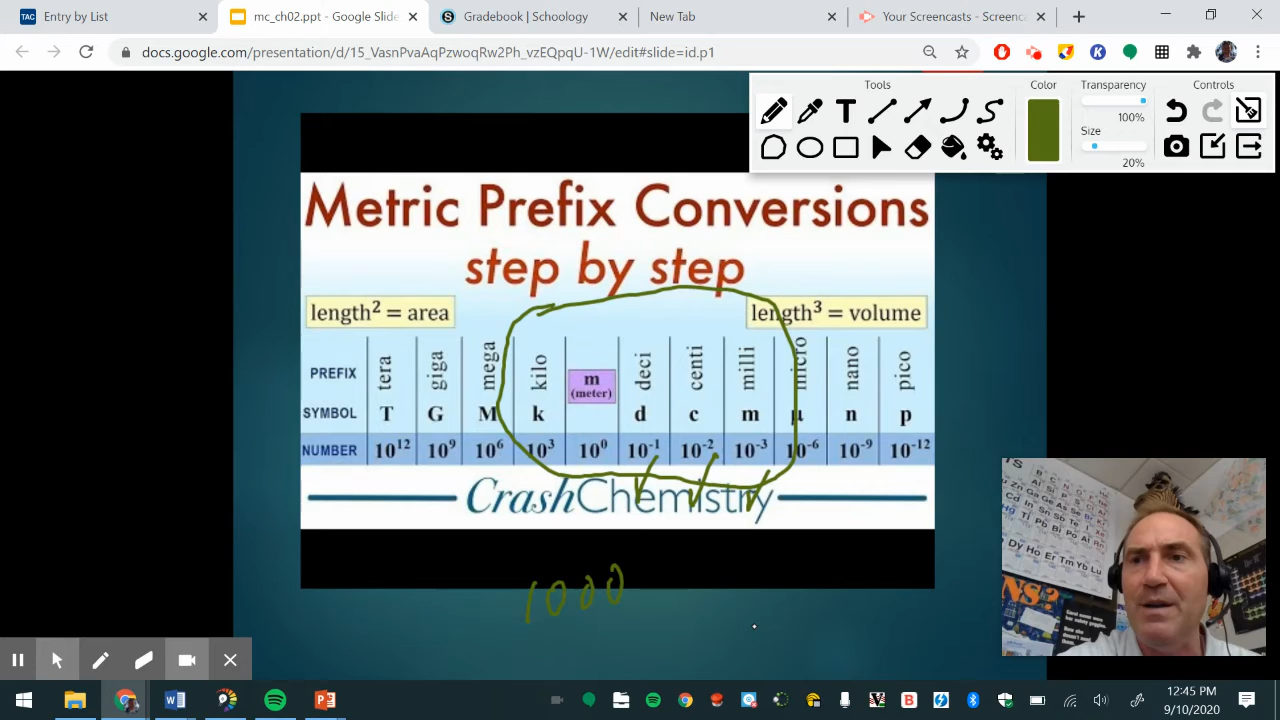 Entry by List
mc_ch02.ppt - Google Slide
Gradebook | Schoology
New Tab
Your Screencasts - Screenc
docs.google.com/presentation/d/15_VasnPvaAqPzwoqRw2Ph_vzEQpqU-1W/edit#slide=id.p1
Tools
Color
Transparency
Controls
100%
Size
20%
Metric Prefix Conversions
step by step
length² = area
length³ = volume
PREFIX tera giga mega kilo m (meter) deci centi milli micro nano pico
SYMBOL T G M k d c m μ n p
NUMBER 10¹² 10⁹ 10⁶ 10³ 10⁰ 10⁻¹ 10⁻² 10⁻³ 10⁻⁶ 10⁻⁹ 10⁻¹²
CrashChemistry
1000
12:45 PM
9/10/2020